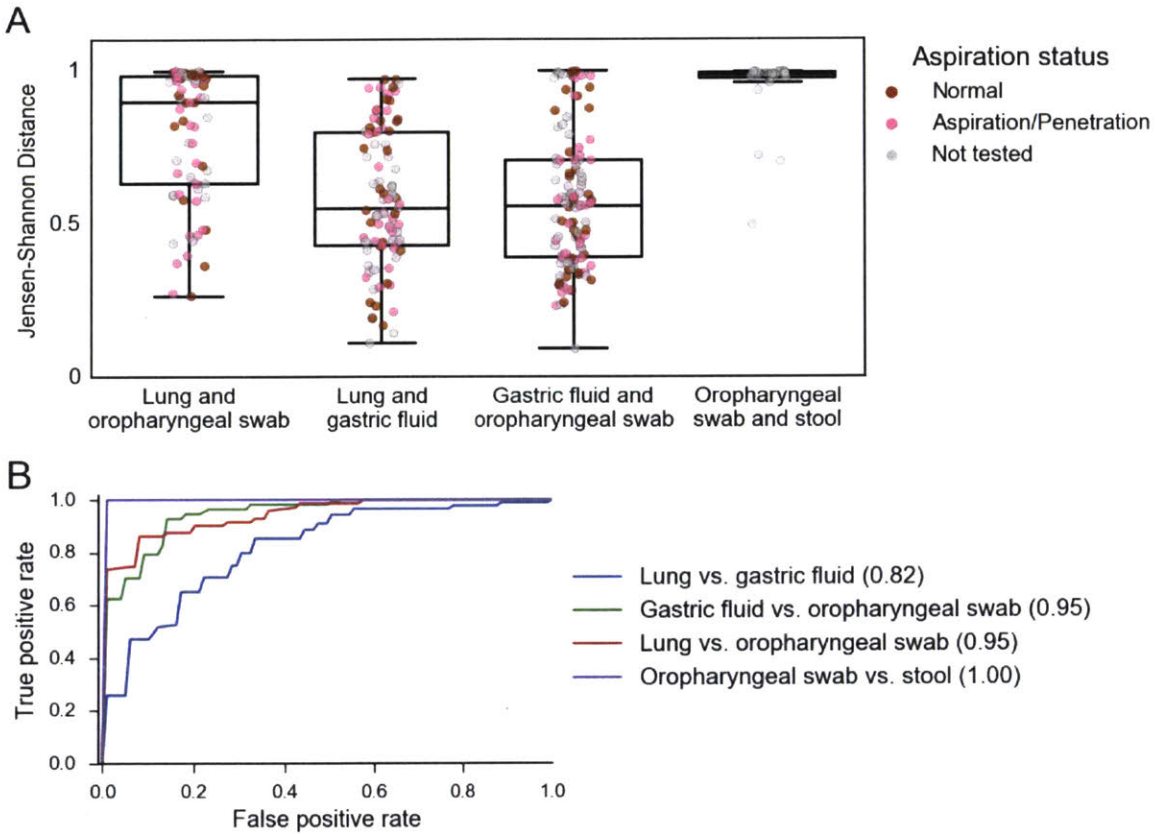 A
Jensen-Shannon Distance
1
0.5
0
Lung and
oropharyngeal swab
Lung and
gastric fluid
Gastric fluid and
oropharyngeal swab
Oropharyngeal
swab and stool
Aspiration status
Normal
Aspiration/Penetration
Not tested
B
True positive rate
1.0
0.8
0.6
0.4
0.2
0.0
0.0 0.2 0.4 0.6 0.8 1.0
False positive rate
Lung vs. gastric fluid (0.82)
Gastric fluid vs. oropharyngeal swab (0.95)
Lung vs. oropharyngeal swab (0.95)
Oropharyngeal swab vs. stool (1.00)